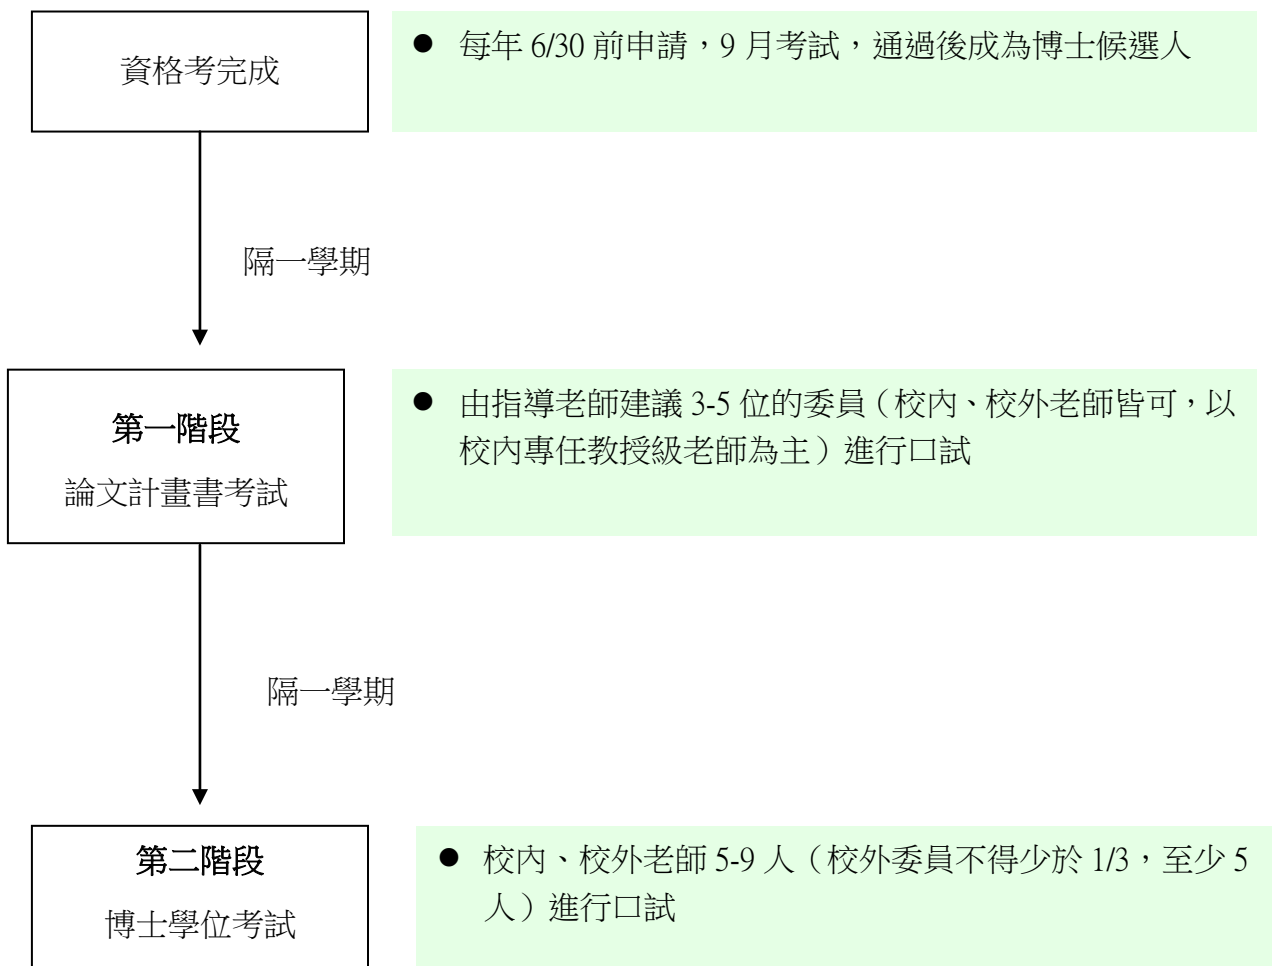 資格考完成
● 每年 6/30 前申請，9 月考試，通過後成為博士候選人
隔一學期
第一階段
論文計畫書考試
● 由指導老師建議 3-5 位的委員（校內、校外老師皆可，以
校內專任教授級老師為主）進行口試
隔一學期
第二階段
博士學位考試
● 校內、校外老師 5-9 人（校外委員不得少於 1/3，至少 5
人）進行口試